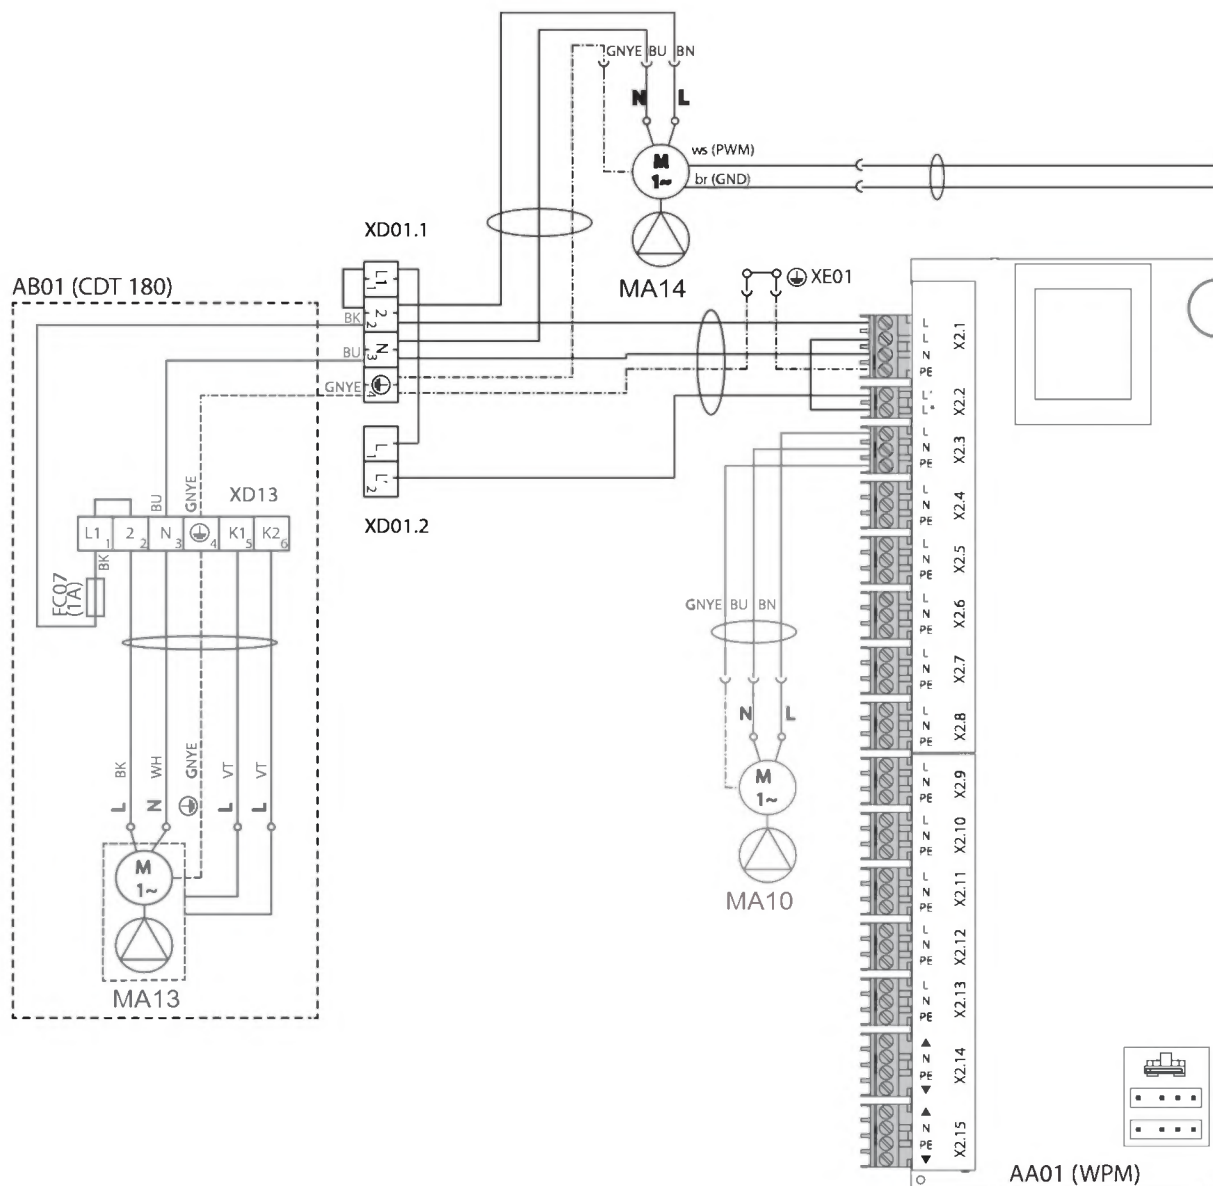 GNYE BU BN
N L
ws (PWM)
br (GND)
M
1~
MA14
XD01.1
L1 1
2 2
N 3
4
BK
BU
GNYE
L 1
L' 2
XD01.2
XE01
AB01 (CDT 180)
BU
GNYE
XD13
L1 1
2 2
N 3
4
K1 5
K2 6
BK
FC07
(1A)
BK
WH
GNYE
VT
VT
L
N
L
L
M
1~
MA13
GNYE BU BN
N L
M
1~
MA10
L
L
N
PE
X2.1
L'
L*
X2.2
L
N
PE
X2.3
L
N
PE
X2.4
L
N
PE
X2.5
L
N
PE
X2.6
L
N
PE
X2.7
L
N
PE
X2.8
L
N
PE
X2.9
L
N
PE
X2.10
L
N
PE
X2.11
L
N
PE
X2.12
L
N
PE
X2.13
▲
N
PE
▼
X2.14
▲
N
PE
▼
X2.15
AA01 (WPM)